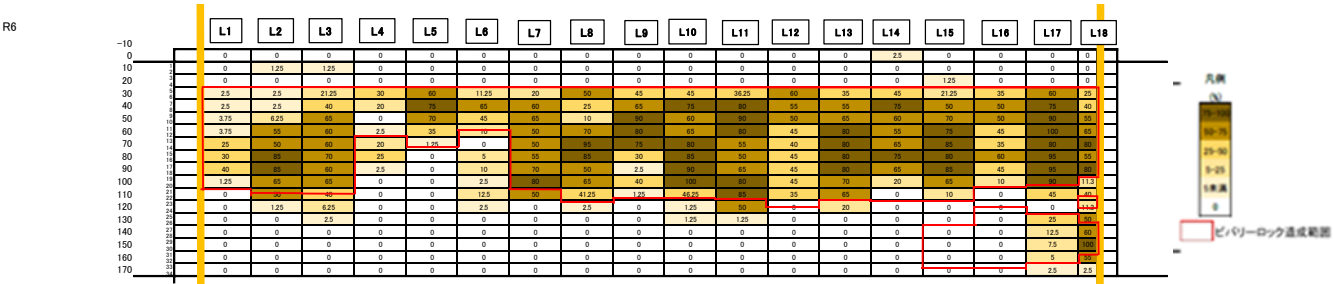 R6
L1 L2 L3 L4 L5 L6 L7 L8 L9 L10 L11 L12 L13 L14 L15 L16 L17 L18
-10
0 0 0 0 0 0 0 0 0 0 0 0 0 0 2.5 0 0 0 0
10 0 1.25 1.25 0 0 0 0 0 0 0 0 0 0 0 0 0 0 0
20 0 0 0 0 0 0 0 0 0 0 0 0 0 0 1.25 0 0 0
30 2.5 2.5 21.25 30 60 11.25 20 50 45 45 36.25 60 35 45 21.25 35 60 25
40 2.5 2.5 40 20 75 65 60 25 65 75 80 55 55 75 50 50 75 40
50 3.75 6.25 65 0 70 45 65 10 90 60 90 50 65 60 70 50 90 55
60 3.75 55 60 2.5 35 10 50 70 80 65 80 45 80 55 75 45 100 65
70 25 50 60 20 1.25 0 50 95 75 80 55 40 80 65 85 35 80 80
80 30 85 70 25 0 5 55 85 30 85 50 45 80 75 80 60 95 55
90 40 85 60 2.5 0 10 70 50 2.5 90 65 45 85 55 85 45 95 80
100 1.25 65 65 0 0 2.5 80 65 40 100 80 45 70 20 65 10 90 11.3
110 0 30 40 0 0 12.5 50 41.25 1.25 46.25 85 35 65 0 10 0 45 40
120 0 1.25 6.25 0 0 2.5 0 2.5 0 1.25 50 0 20 0 0 0 0 11.3
130 0 0 2.5 0 0 0 0 0 0 1.25 1.25 0 0 0 0 0 25 50
140 0 0 0 0 0 0 0 0 0 0 0 0 0 0 0 0 12.5 60
150 0 0 0 0 0 0 0 0 0 0 0 0 0 0 0 0 7.5 100
160 0 0 0 0 0 0 0 0 0 0 0 0 0 0 0 0 5 55
170 0 0 0 0 0 0 0 0 0 0 0 0 0 0 0 0 2.5 2.5
凡例
(%)
75-100
50-75
25-50
5-25
5未満
0
ビバリーロック造成範囲